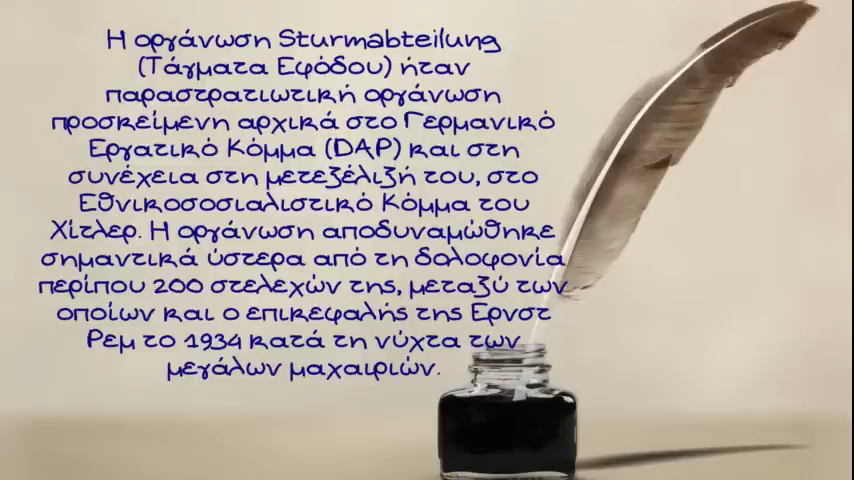 Η οργάνωση Sturmabteilung
(Τάγματα Εφόδου) ήταν
παραστρατιωτική οργάνωση
προσκείμενη αρχικά στο Γερμανικό
Εργατικό Κόμμα (DAP) και στη
συνέχεια στη μετεξέλιξή του, στο
Εθνικοσοσιαλιστικό Κόμμα του
Χίτλερ. Η οργάνωση αποδυναμώθηκε
σημαντικά ύστερα από τη δολοφονία
περίπου 200 στελεχών της, μεταξύ των
οποίων και ο επικεφαλής της Ερνστ
Ρεμ το 1934 κατά τη νύχτα των
μεγάλων μαχαιριών.